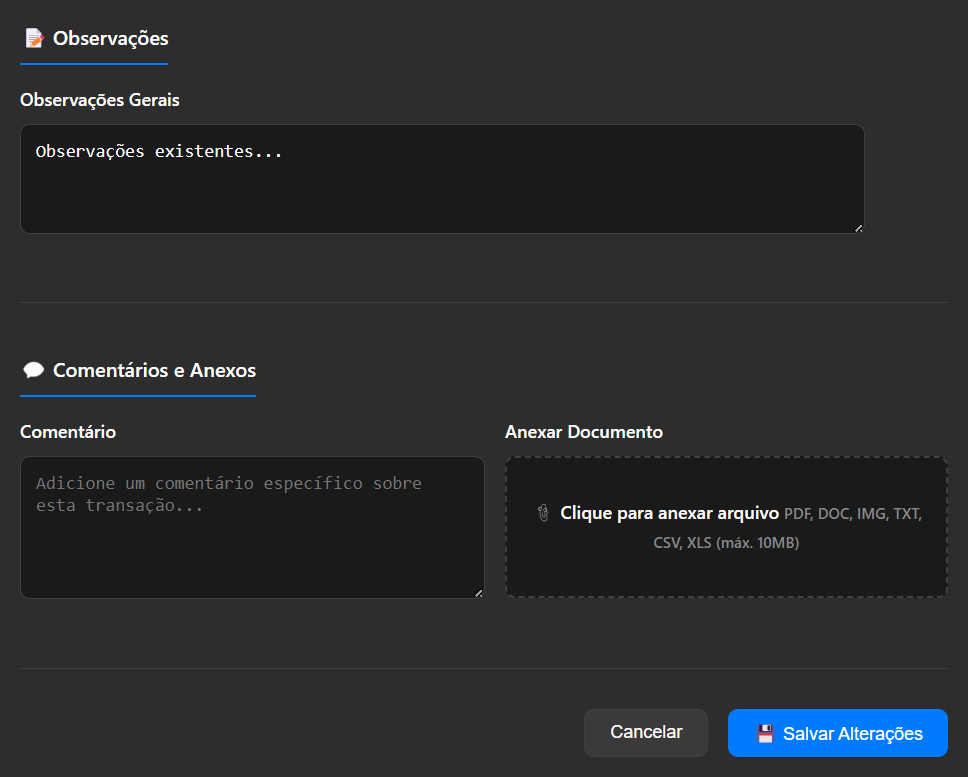 Observações
Observações Gerais
Observações existentes...
Comentários e Anexos
Comentário
Adicione um comentário específico sobre
esta transação...
Anexar Documento
Clique para anexar arquivo PDF, DOC, IMG, TXT,
CSV, XLS (máx. 10MB)
Cancelar
Salvar Alterações